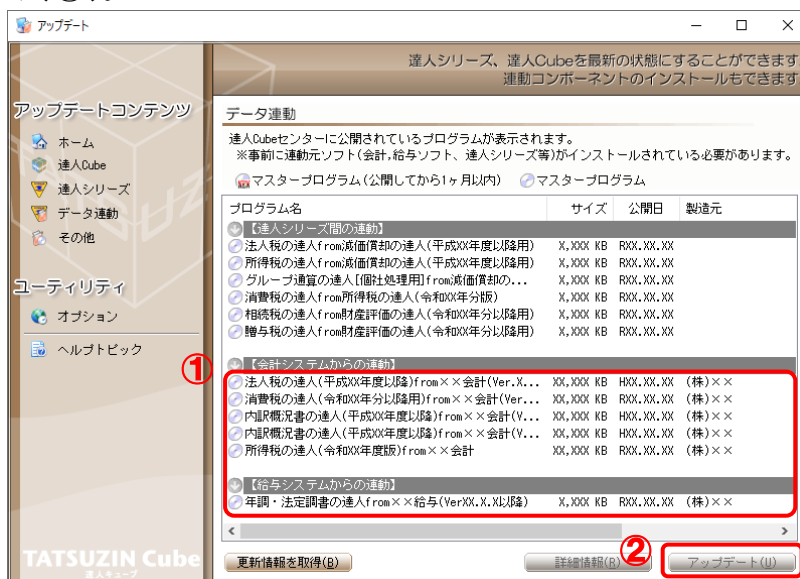 アップデート
達人シリーズ、達人Cubeを最新の状態にすることができます
連動コンポーネントのインストールもできます
アップデートコンテンツ
ホーム
達人Cube
達人シリーズ
データ連動
その他
ユーティリティ
オプション
ヘルプトピック
TATSUZIN Cube
達人キューブ
データ連動
達人Cubeセンターに公開されているプログラムが表示されます。
※事前に連動元ソフト(会計,給与ソフト、達人シリーズ等)がインストールされている必要があります。
マスタープログラム(公開してから1ヶ月以内) マスタープログラム
プログラム名 サイズ 公開日 製造元
【達人シリーズ間の連動】
法人税の達人from減価償却の達人(平成XX年度以降用) X,XXX KB RXX.XX.XX
所得税の達人from減価償却の達人(平成XX年度以降用) X,XXX KB RXX.XX.XX
グループ通算の達人[個社処理用]from減価償却の... X,XXX KB RXX.XX.XX
消費税の達人from所得税の達人(令和XX年分版) X,XXX KB RXX.XX.XX
相続税の達人from財産評価の達人(令和XX年分以降用) X,XXX KB RXX.XX.XX
贈与税の達人from財産評価の達人(令和XX年分以降用) X,XXX KB RXX.XX.XX
①
【会計システムからの連動】
法人税の達人(平成XX年度以降)from××会計(Ver.X... XX,XXX KB HXX.XX.XX (株)××
消費税の達人(令和XX年分以降用)from××会計(Ver... XX,XXX KB RXX.XX.XX (株)××
内訳概況書の達人(平成XX年度以降)from××会計(V... XX,XXX KB HXX.XX.XX (株)××
内訳概況書の達人(平成XX年度以降)from××会計(V... XX,XXX KB RXX.XX.XX (株)××
所得税の達人(令和XX年度版)from××会計 XX,XXX KB RXX.XX.XX (株)××
【給与システムからの連動】
年調・法定調書の達人from××給与(VerXX.X.X以降) X,XXX KB RXX.XX.XX (株)××
更新情報を取得(B) 詳細情報(R) ② アップデート(U)